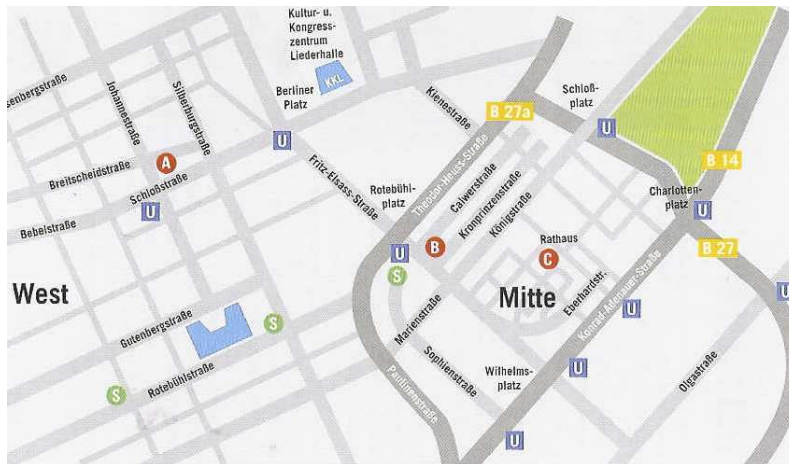 Kultur- u.
Kongress-
zentrum
Liederhalle
KKL
Berliner
Platz
senbergstraße
Johannesstraße
Silberburgstraße
Kienestraße
Schloß-
platz
B 27a
U
U
A
Breitscheidstraße
Schloßstraße
Fritz-Elsass-Straße
Rotebühl-
platz
Theodor-Heuss-Straße
Calwerstraße
Kronprinzenstraße
Königstraße
B 14
Charlotten-
platz
U
Bebelstraße
U
U
S
B
Rathaus
C
B 27
West
Mitte
Eberhardstr.
Konrad-Adenauer-Straße
U
U
Gutenbergstraße
S
Marienstraße
Sophienstraße
Wilhelms-
platz
U
Rotebühlstraße
S
Paulinenstraße
Olgastraße
U